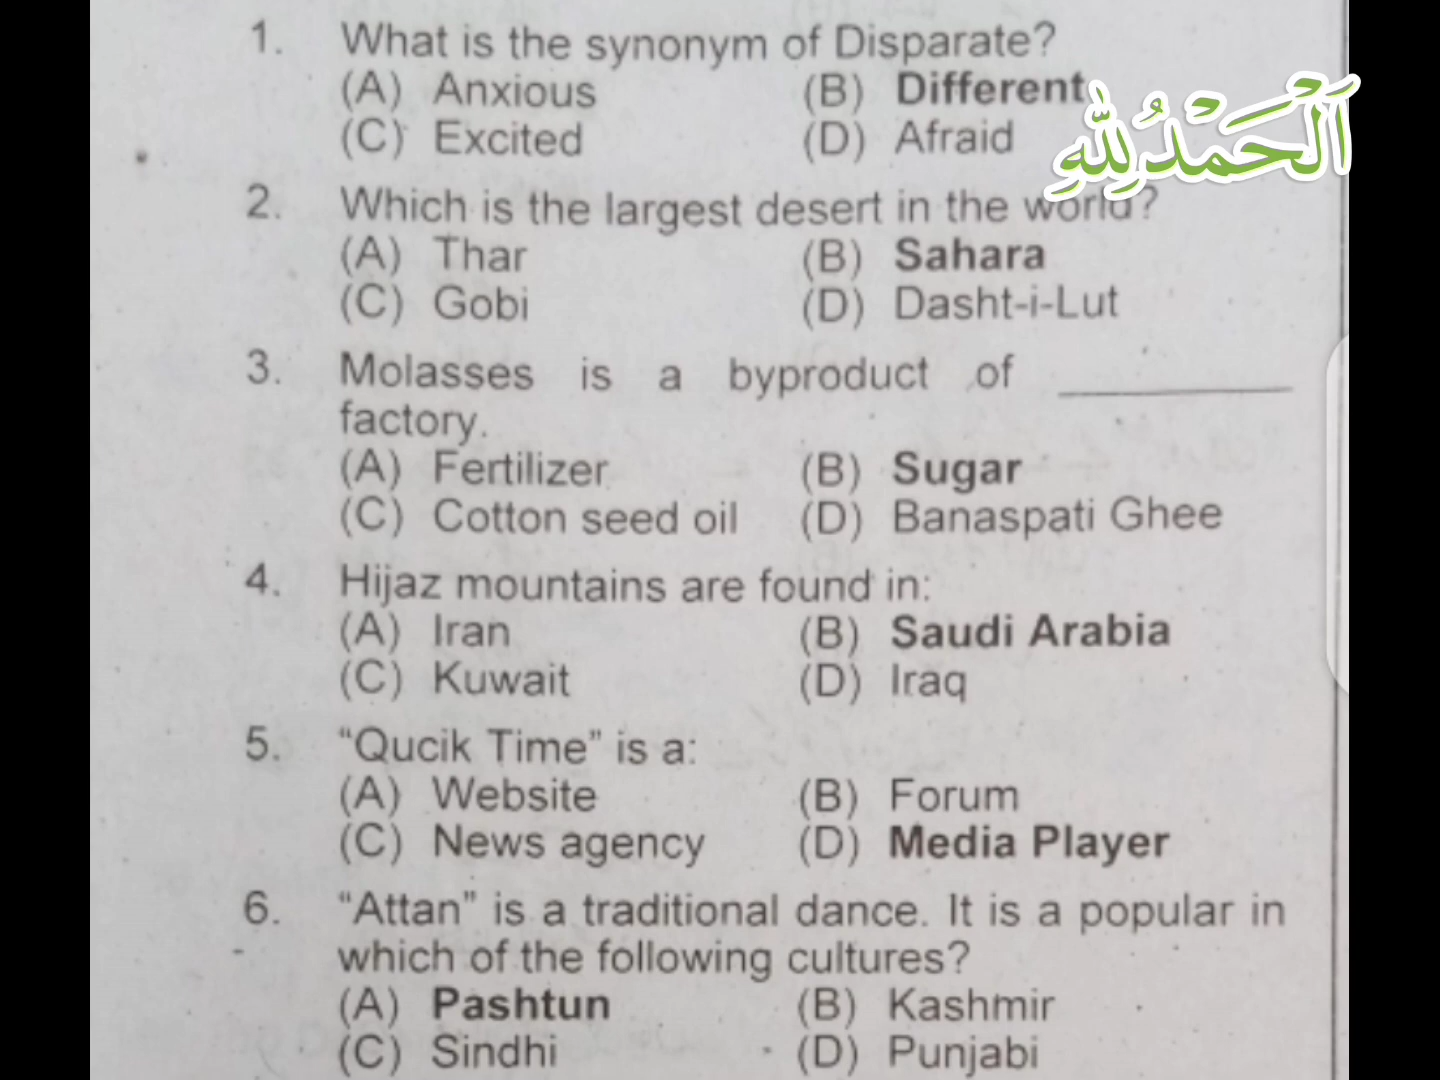 1. What is the synonym of Disparate?
(A) Anxious (B) Different
(C) Excited (D) Afraid
اَلْحَمْدُلِلّٰهِ
2. Which is the largest desert in the world?
(A) Thar (B) Sahara
(C) Gobi (D) Dasht-i-Lut
3. Molasses is a byproduct of ________
factory.
(A) Fertilizer (B) Sugar
(C) Cotton seed oil (D) Banaspati Ghee
4. Hijaz mountains are found in:
(A) Iran (B) Saudi Arabia
(C) Kuwait (D) Iraq
5. “Qucik Time” is a:
(A) Website (B) Forum
(C) News agency (D) Media Player
6. “Attan” is a traditional dance. It is a popular in
which of the following cultures?
(A) Pashtun (B) Kashmir
(C) Sindhi (D) Punjabi